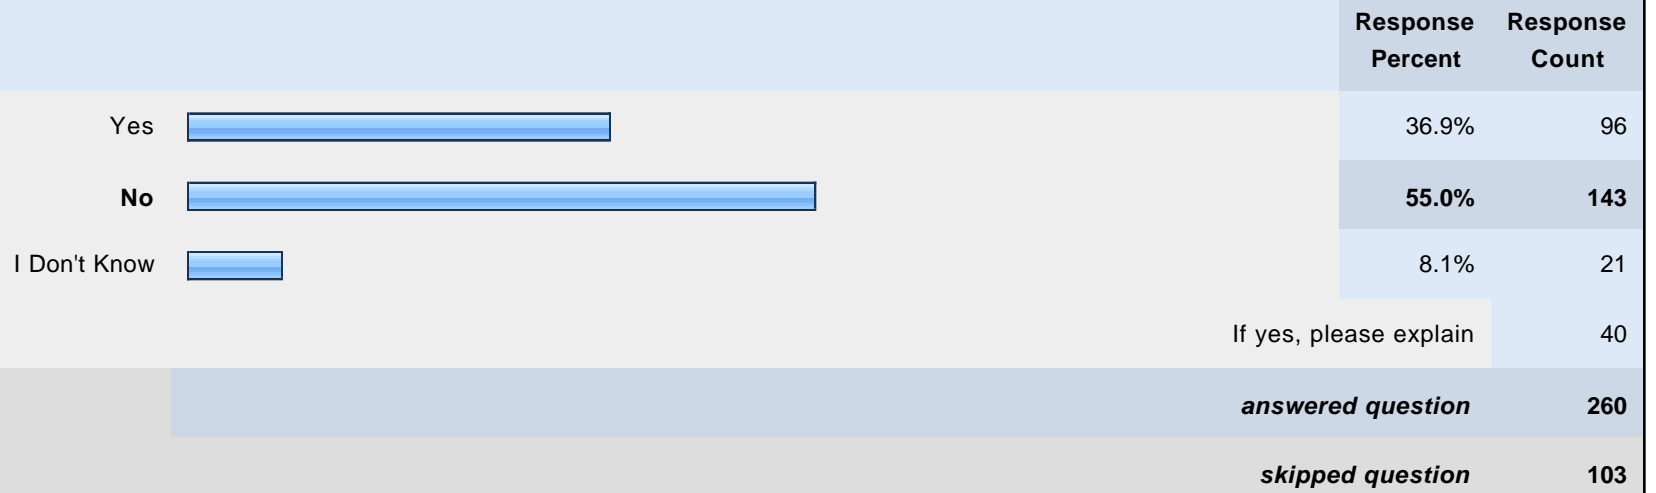 Response Percent Response Count
Yes 36.9% 96
No 55.0% 143
I Don't Know 8.1% 21
If yes, please explain 40
answered question 260
skipped question 103